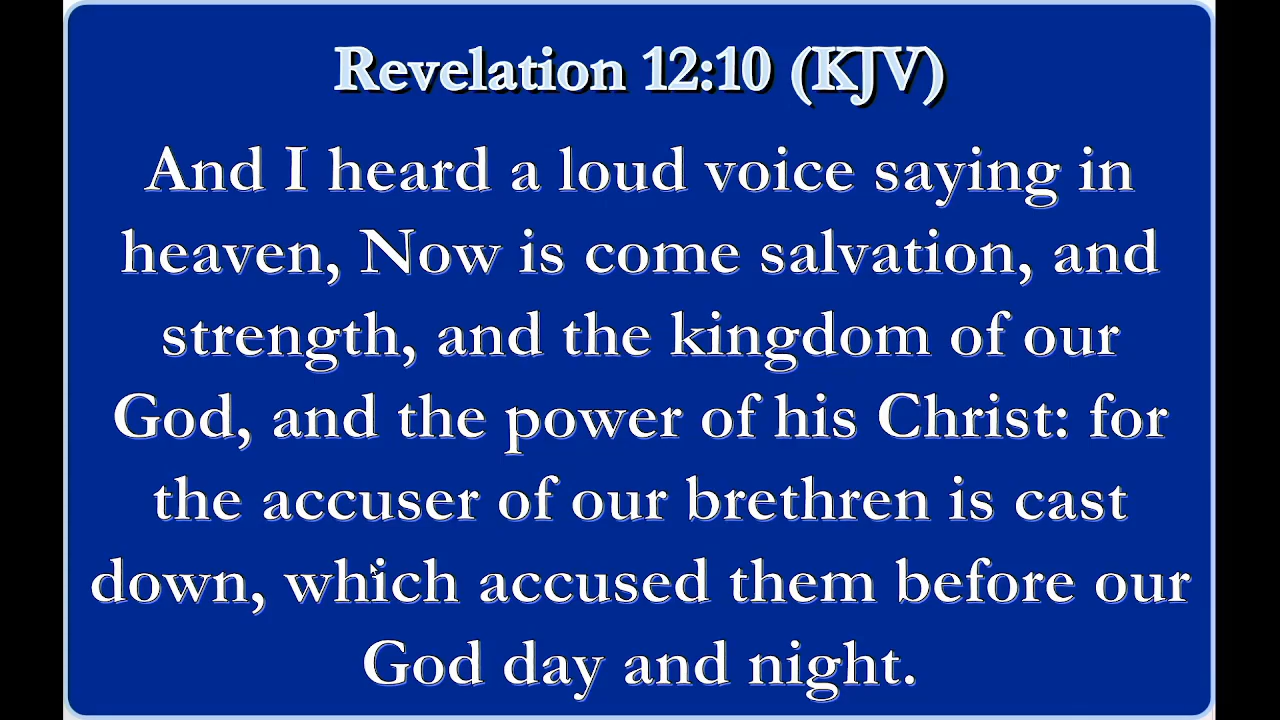 Revelation 12:10 (KJV)
And I heard a loud voice saying in
heaven, Now is come salvation, and
strength, and the kingdom of our
God, and the power of his Christ: for
the accuser of our brethren is cast
down, which accused them before our
God day and night.